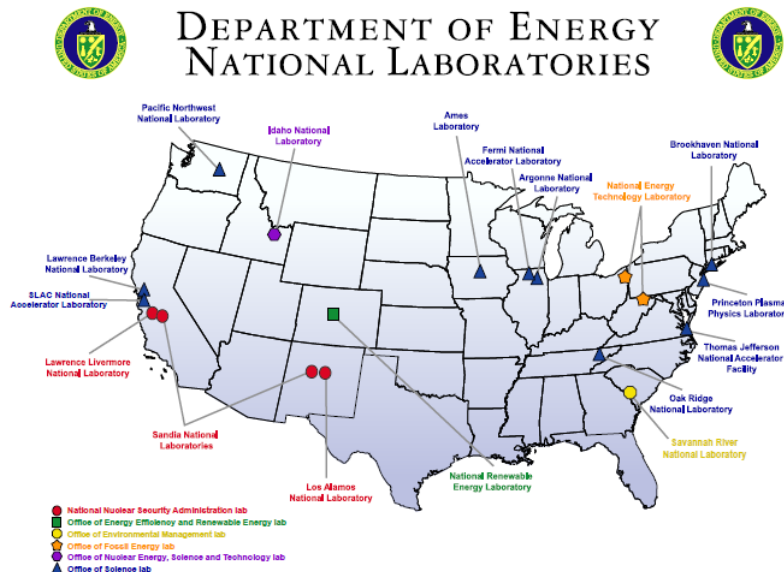 DEPARTMENT OF ENERGY
NATIONAL LABORATORIES
Pacific Northwest
National Laboratory
Idaho National
Laboratory
Ames
Laboratory
Fermi National
Accelerator Laboratory
Argonne National
Laboratory
Brookhaven National
Laboratory
National Energy
Technology Laboratory
Lawrence Berkeley
National Laboratory
SLAC National
Accelerator Laboratory
Princeton Plasma
Physics Laboratory
Thomas Jefferson
National Accelerator
Facility
Lawrence Livermore
National Laboratory
Oak Ridge
National Laboratory
Sandia National
Laboratories
Savannah River
National Laboratory
Los Alamos
National Laboratory
National Renewable
Energy Laboratory
National Nuclear Security Administration lab
Office of Energy Efficiency and Renewable Energy lab
Office of Environmental Management lab
Office of Fossil Energy lab
Office of Nuclear Energy, Science and Technology lab
Office of Science lab